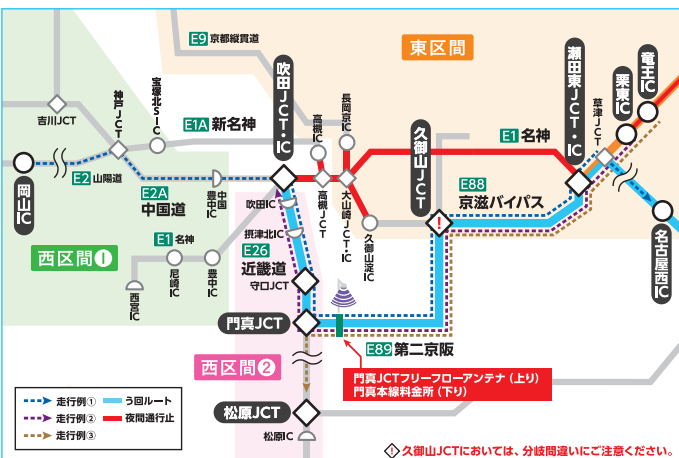 E9 京都縦貫道
東区間
吹田JCT・IC
瀬田東JCT・IC
栗東IC
竜王IC
草津JCT
長岡京IC
高槻IC
久御山JCT
宝塚北SIC
神戸JCT
吉川JCT
E1A 新名神
E1 名神
岡山IC
E2 山陽道
E2A
中国道
中国
豊中IC
吹田IC
高槻JCT
大山崎JCT・IC
久御山淀IC
E88
京滋バイパス
名古屋西IC
摂津北IC
E1 名神
E26
近畿道
守口JCT
西区間❶
西宮IC
尼崎IC
豊中IC
門真JCT
E89 第二京阪
西区間❷
門真JCTフリーフローアンテナ（上り）
門真本線料金所（下り）
走行例① う回ルート
走行例② 夜間通行止
走行例③
松原JCT
松原IC
! 久御山JCTにおいては、分岐間違いにご注意ください。